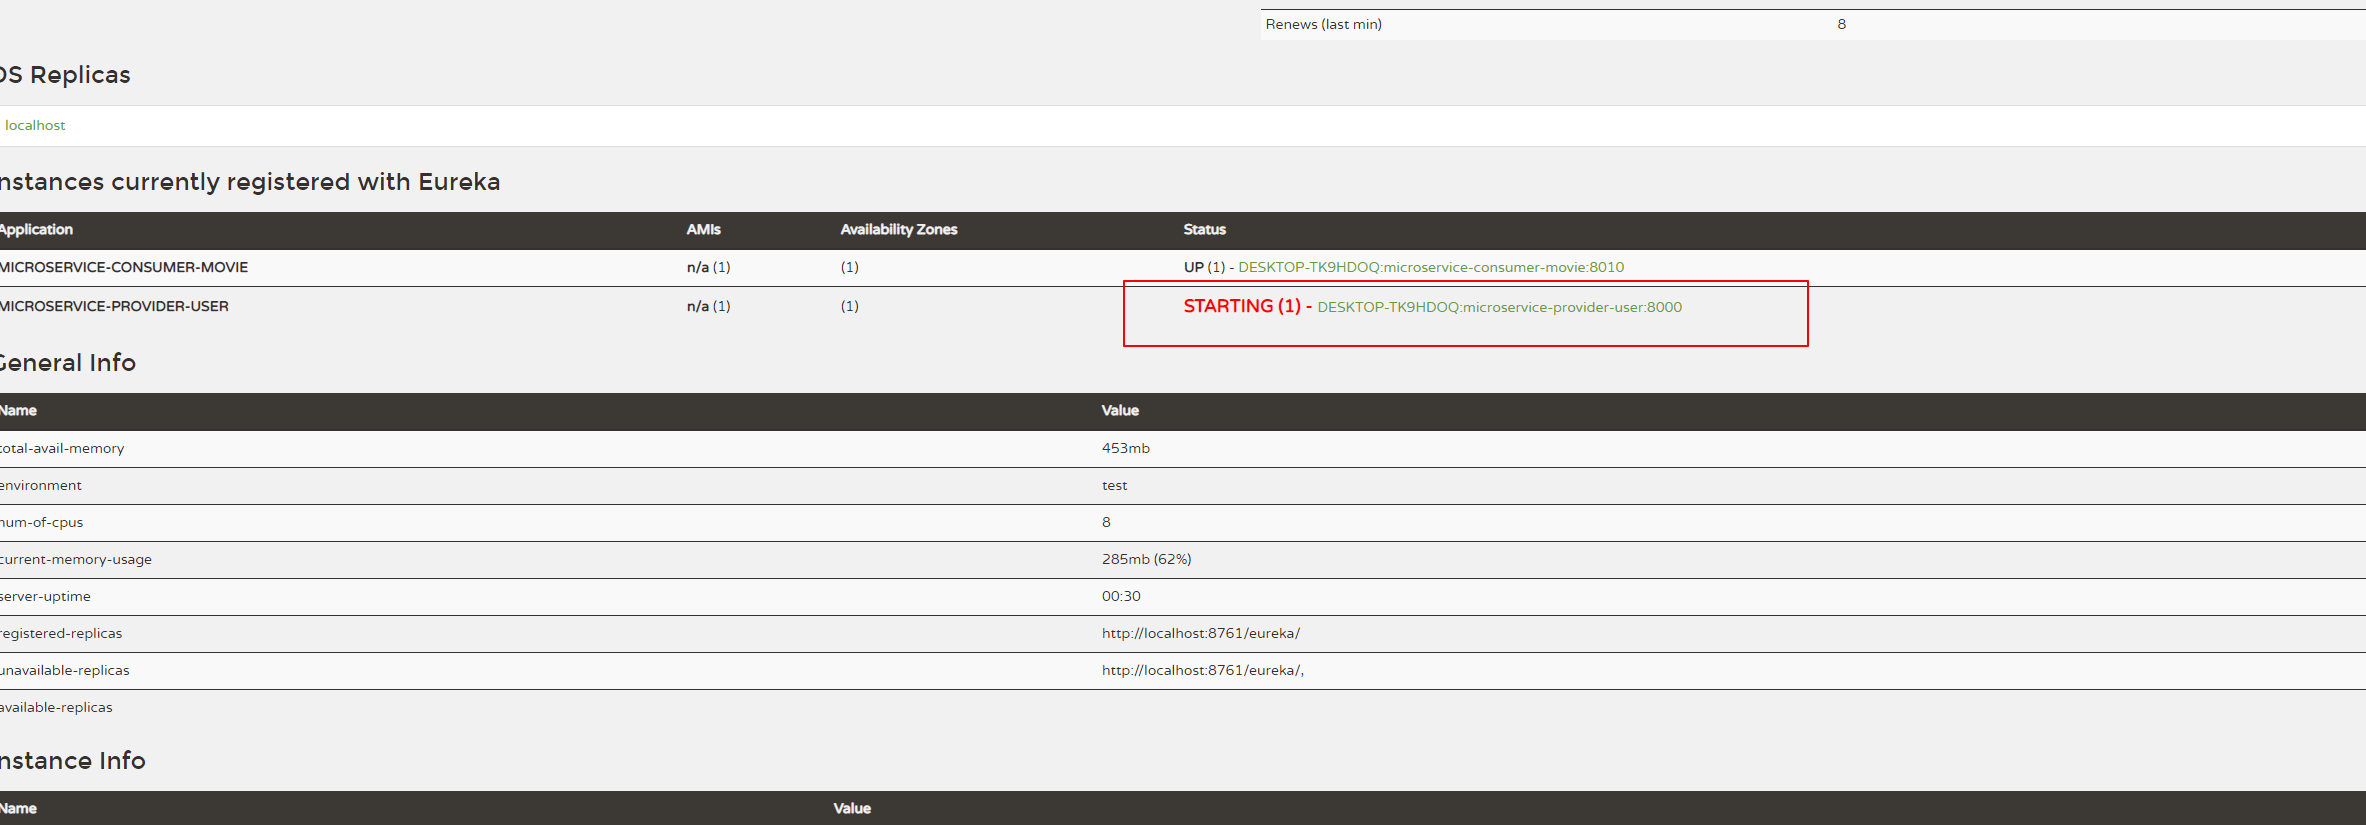 Renews (last min) 8
DS Replicas
localhost
nstances currently registered with Eureka
Application AMIs Availability Zones Status
MICROSERVICE-CONSUMER-MOVIE n/a (1) (1) UP (1) - DESKTOP-TK9HDOQ:microservice-consumer-movie:8010
MICROSERVICE-PROVIDER-USER n/a (1) (1) STARTING (1) - DESKTOP-TK9HDOQ:microservice-provider-user:8000
General Info
Name Value
total-avail-memory 453mb
environment test
num-of-cpus 8
current-memory-usage 285mb (62%)
server-uptime 00:30
registered-replicas http://localhost:8761/eureka/
unavailable-replicas http://localhost:8761/eureka/,
available-replicas
nstance Info
Name Value